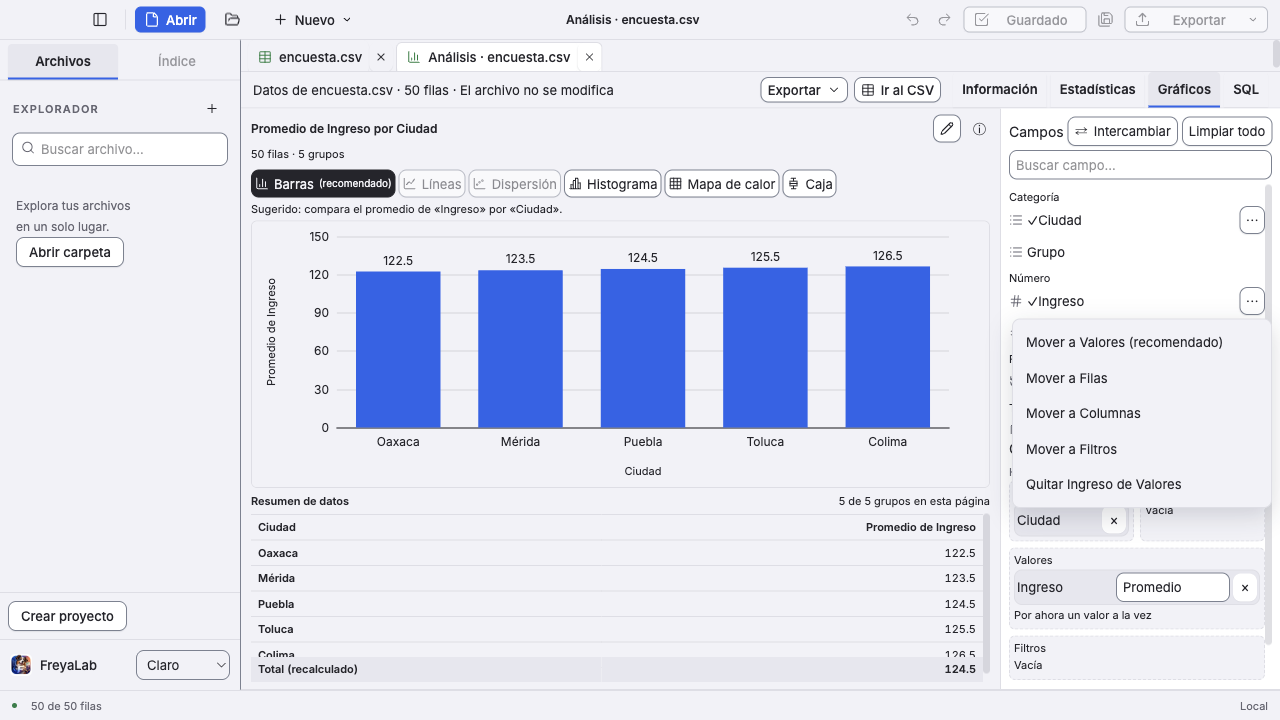 Abrir
Nuevo
Análisis · encuesta.csv
Guardado
Exportar
Archivos
Índice
EXPLORADOR
Buscar archivo...
Explora tus archivos
en un solo lugar.
Abrir carpeta
Crear proyecto
FreyaLab
Claro
encuesta.csv
Análisis · encuesta.csv
Datos de encuesta.csv · 50 filas · El archivo no se modifica
Exportar
Ir al CSV
Información
Estadísticas
Gráficos
SQL
Promedio de Ingreso por Ciudad
50 filas · 5 grupos
Barras (recomendado)
Líneas
Dispersión
Histograma
Mapa de calor
Caja
Sugerido: compara el promedio de «Ingreso» por «Ciudad».
Promedio de Ingreso
150
120
90
60
30
0
122.5
123.5
124.5
125.5
126.5
Oaxaca
Mérida
Puebla
Toluca
Colima
Ciudad
Resumen de datos
5 de 5 grupos en esta página
Ciudad Promedio de Ingreso
Oaxaca 122.5
Mérida 123.5
Puebla 124.5
Toluca 125.5
Colima 126.5
Total (recalculado) 124.5
Campos
Intercambiar
Limpiar todo
Buscar campo...
Categoría
✓Ciudad
Grupo
Número
✓Ingreso
Mover a Valores (recomendado)
Mover a Filas
Mover a Columnas
Mover a Filtros
Quitar Ingreso de Valores
Ciudad
Vacía
Valores
Ingreso
Promedio
Por ahora un valor a la vez
Filtros
Vacía
50 de 50 filas
Local